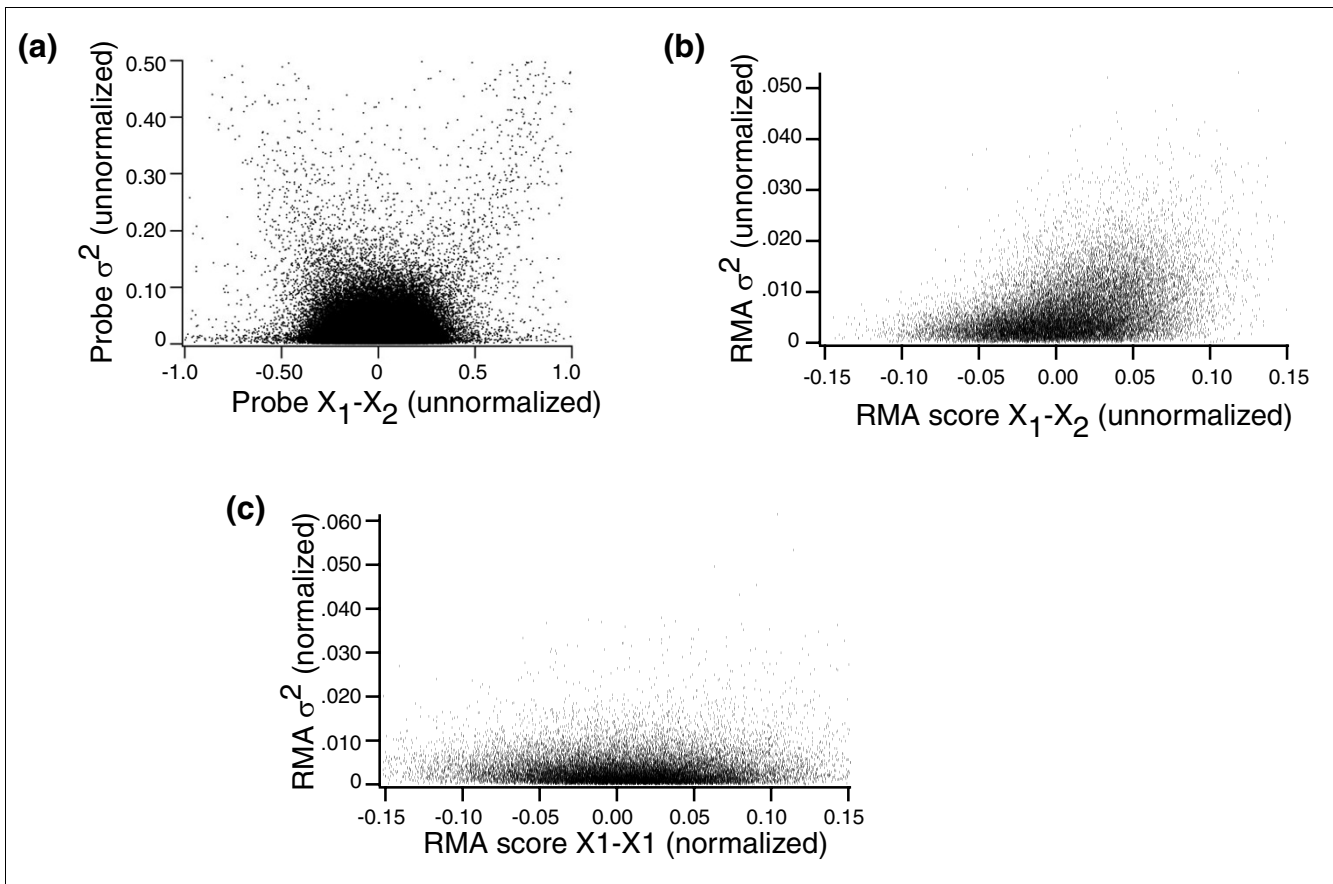 (a)
Probe σ² (unnormalized)
0.50
0.40
0.30
0.20
0.10
0
-1.0 -0.50 0 0.50 1.0
Probe X₁-X₂ (unnormalized)
(b)
RMA σ² (unnormalized)
.050
.040
.030
.020
.010
0
-0.15 -0.10 -0.05 0.00 0.05 0.10 0.15
RMA score X₁-X₂ (unnormalized)
(c)
RMA σ² (normalized)
.060
.050
.040
.030
.020
.010
0
-0.15 -0.10 -0.05 0.00 0.05 0.10 0.15
RMA score X1-X1 (normalized)